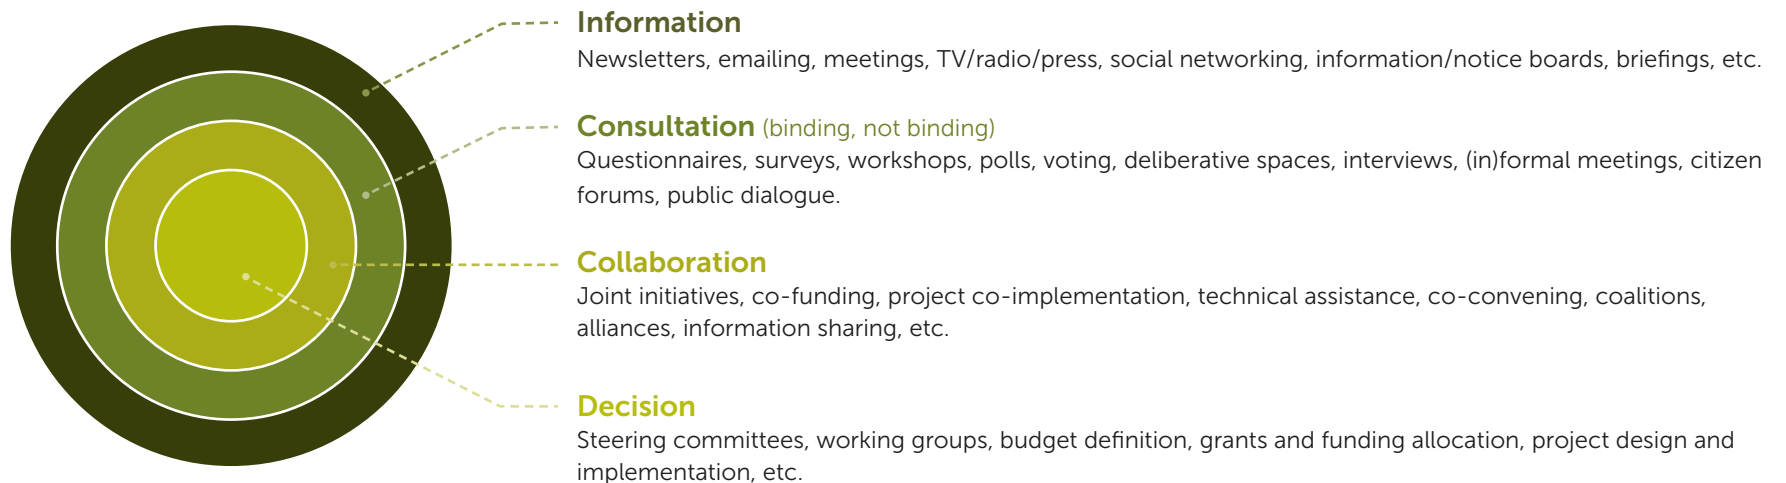 Information
Newsletters, emailing, meetings, TV/radio/press, social networking, information/notice boards, briefings, etc.
Consultation (binding, not binding)
Questionnaires, surveys, workshops, polls, voting, deliberative spaces, interviews, (in)formal meetings, citizen
forums, public dialogue.
Collaboration
Joint initiatives, co-funding, project co-implementation, technical assistance, co-convening, coalitions,
alliances, information sharing, etc.
Decision
Steering committees, working groups, budget definition, grants and funding allocation, project design and
implementation, etc.